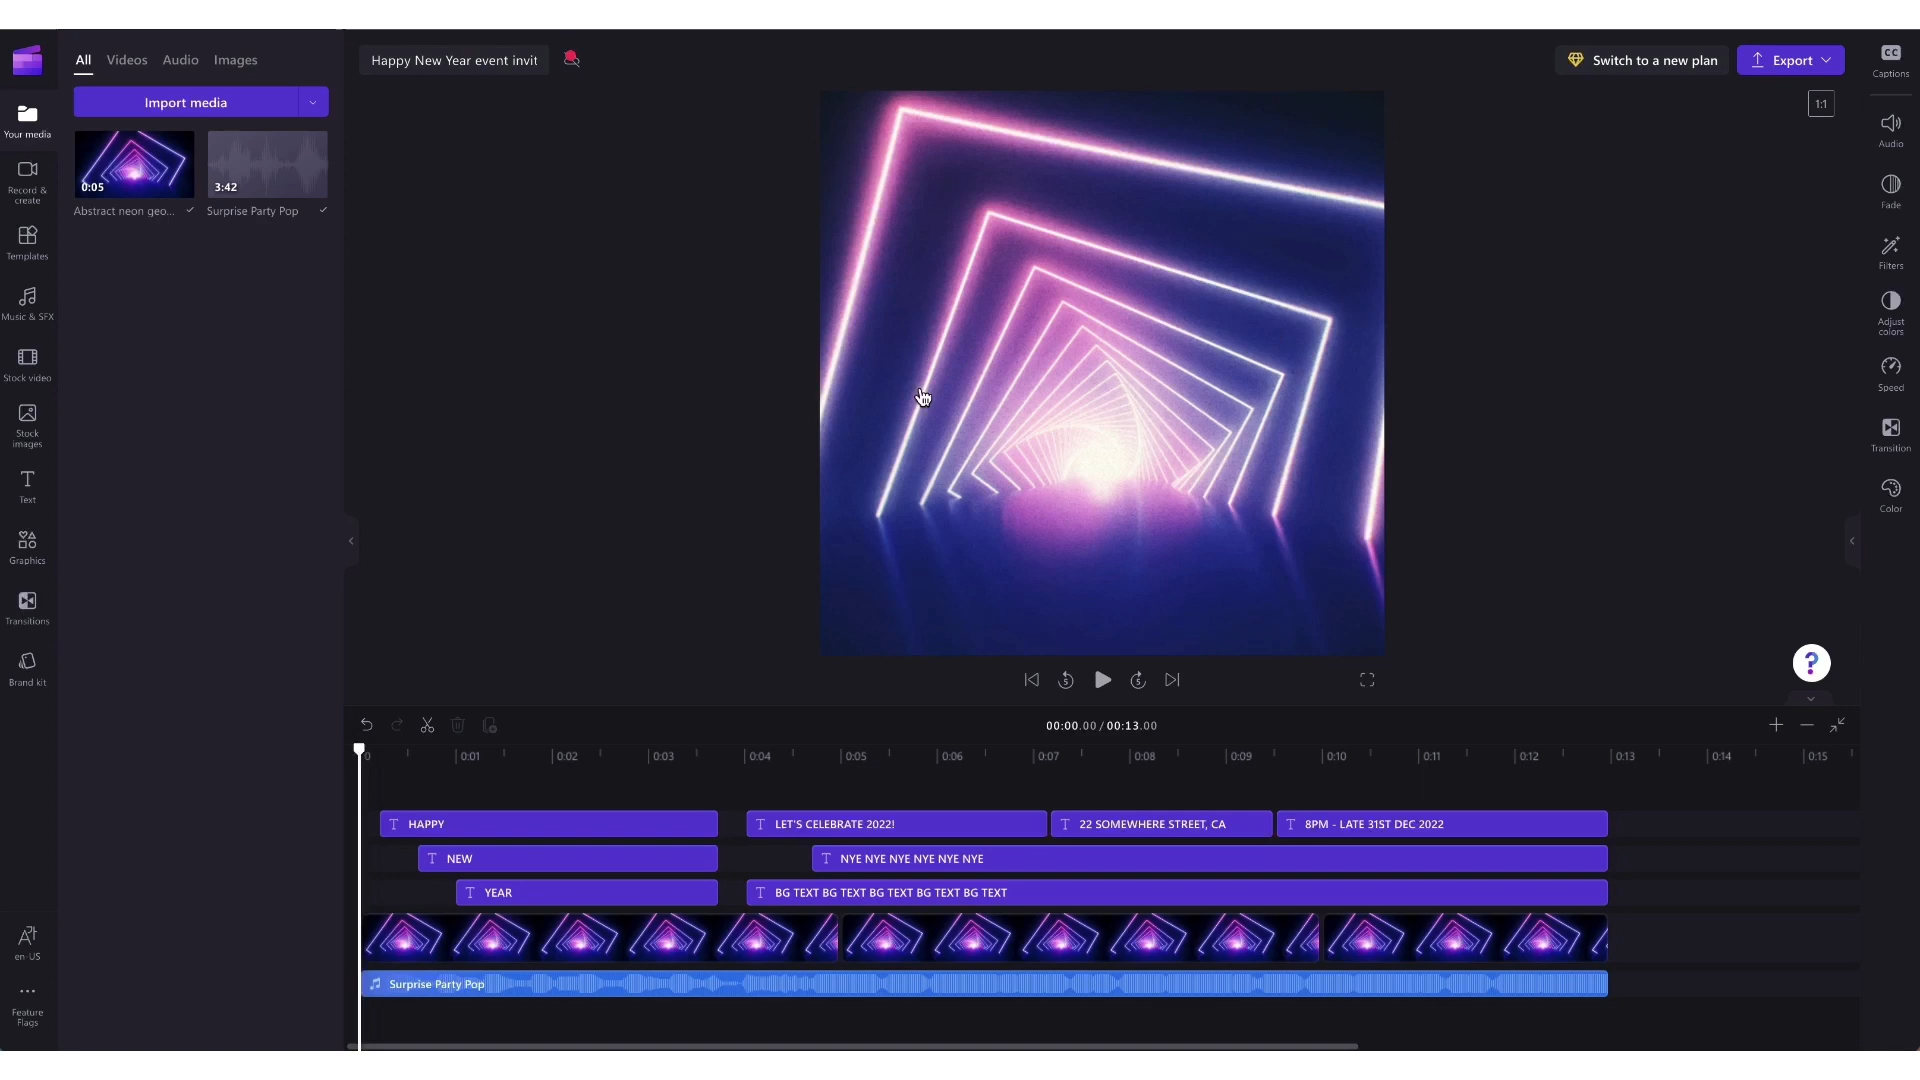 All Videos Audio Images
Import media
0:05
3:42
Abstract neon geo...
Surprise Party Pop
Your media
Record &
create
Templates
Music & SFX
Stock video
Stock
images
Text
Graphics
Transitions
Brand kit
en-US
Feature
Flags
Happy New Year event invit
Switch to a new plan
Export
1:1
CC
Captions
Audio
Fade
Filters
Adjust
colors
Speed
Transition
Color
5
5
?
00:00.00 / 00:13.00
0 0:01 0:02 0:03 0:04 0:05 0:06 0:07 0:08 0:09 0:10 0:11 0:12 0:13 0:14 0:15
T HAPPY
T LET'S CELEBRATE 2022!
T 22 SOMEWHERE STREET, CA
T 8PM - LATE 31ST DEC 2022
T NEW
T NYE NYE NYE NYE NYE NYE
T YEAR
T BG TEXT BG TEXT BG TEXT BG TEXT BG TEXT
Surprise Party Pop